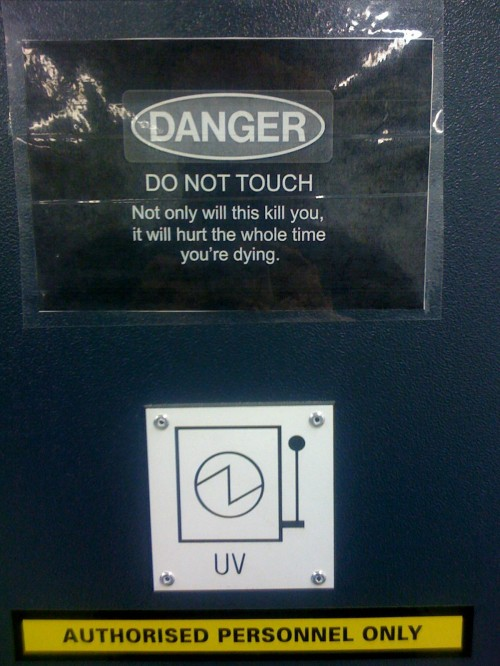 DANGER
DO NOT TOUCH
Not only will this kill you,
it will hurt the whole time
you're dying.
UV
AUTHORISED PERSONNEL ONLY